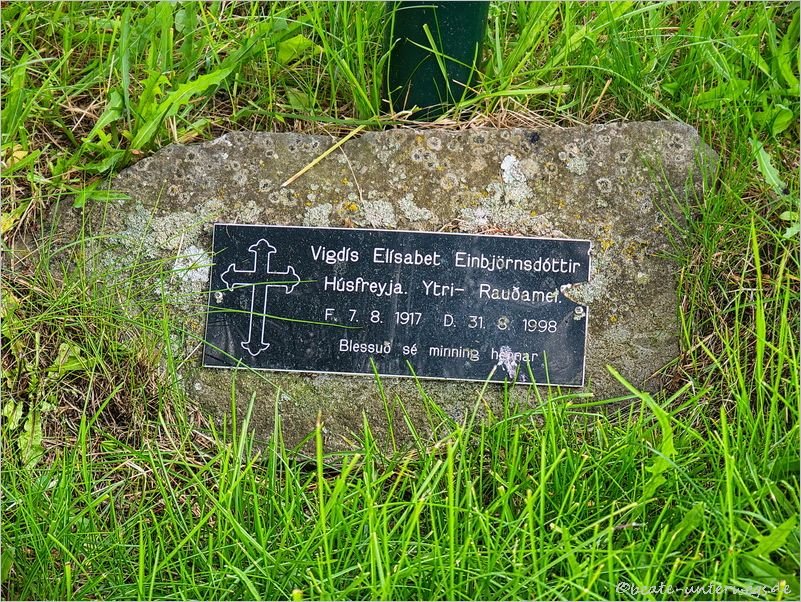 Vigdís Elísabet Einbjörnsdóttir
Húsfreyja. Ytri- Rauðamel.
F. 7. 8. 1917 D. 31. 8. 1998
Blessuð sé minning hennar
©beate-unterwegs.de